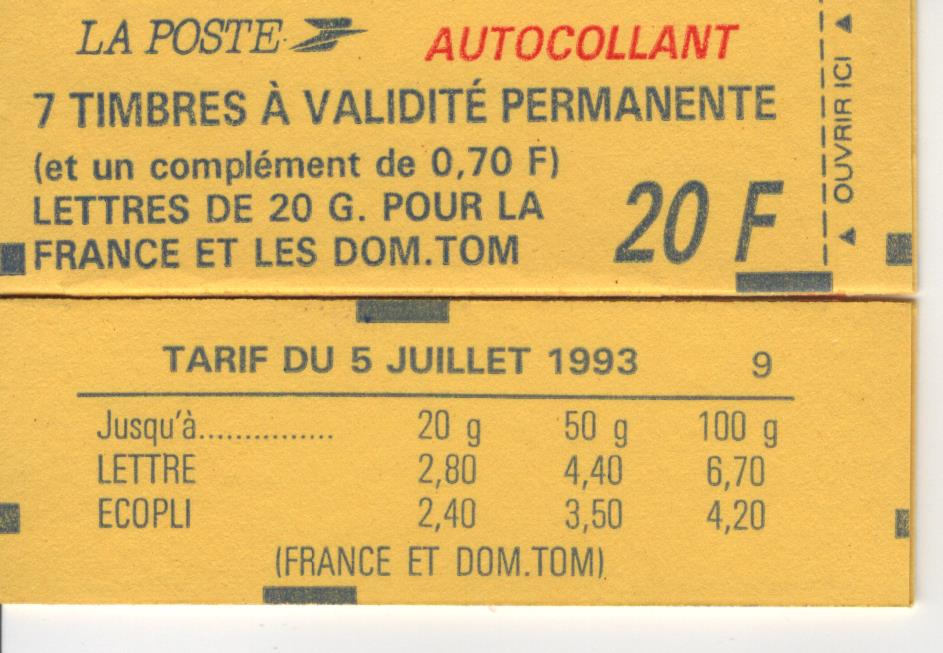 LA POSTE
AUTOCOLLANT
7 TIMBRES À VALIDITÉ PERMANENTE
(et un complément de 0,70 F)
LETTRES DE 20 G. POUR LA
FRANCE ET LES DOM.TOM
20 F
OUVRIR ICI
TARIF DU 5 JUILLET 1993 9
Jusqu'à............... 20 g 50 g 100 g
LETTRE 2,80 4,40 6,70
ECOPLI 2,40 3,50 4,20
(FRANCE ET DOM.TOM)